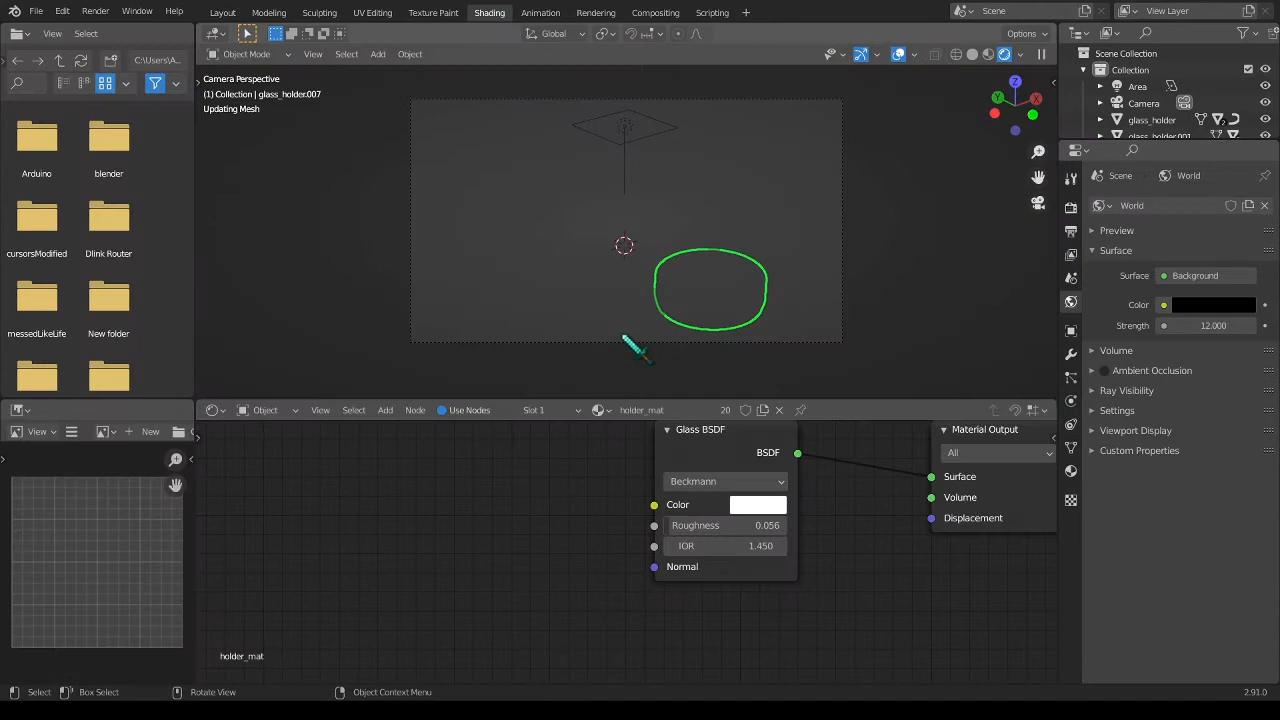 File Edit Render Window Help
Layout Modeling Sculpting UV Editing Texture Paint Shading Animation Rendering Compositing Scripting +
Scene
View Layer
View Select
C:\Users\A...
Arduino
blender
cursorsModified
Dlink Router
messedLikeLife
New folder
View
New
Global
Options
Object Mode
View Select Add Object
Camera Perspective
(1) Collection | glass_holder.007
Updating Mesh
Z
Y
X
Object
View Select Add Node
Use Nodes
Slot 1
holder_mat
20
Glass BSDF
BSDF
Beckmann
Color
Roughness 0.056
IOR 1.450
Normal
Material Output
All
Surface
Volume
Displacement
holder_mat
Scene Collection
Collection
Area
Camera
glass_holder
2
glass_holder.001
Scene
World
World
Preview
Surface
Surface
Background
Color
Strength
12.000
Volume
Ambient Occlusion
Ray Visibility
Settings
Viewport Display
Custom Properties
Select
Box Select
Rotate View
Object Context Menu
2.91.0